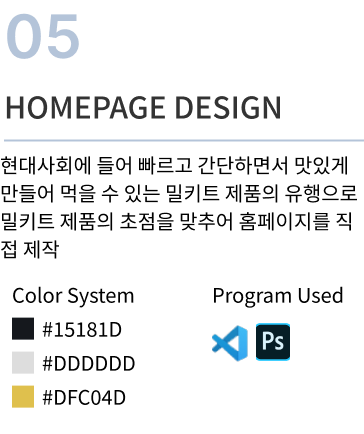 05
HOMEPAGE DESIGN
현대사회에 들어 빠르고 간단하면서 맛있게
만들어 먹을 수 있는 밀키트 제품의 유행으로
밀키트 제품의 초점을 맞추어 홈페이지를 직
접 제작
Color System
Program Used
#15181D
#DDDDDD
#DFC04D
Ps